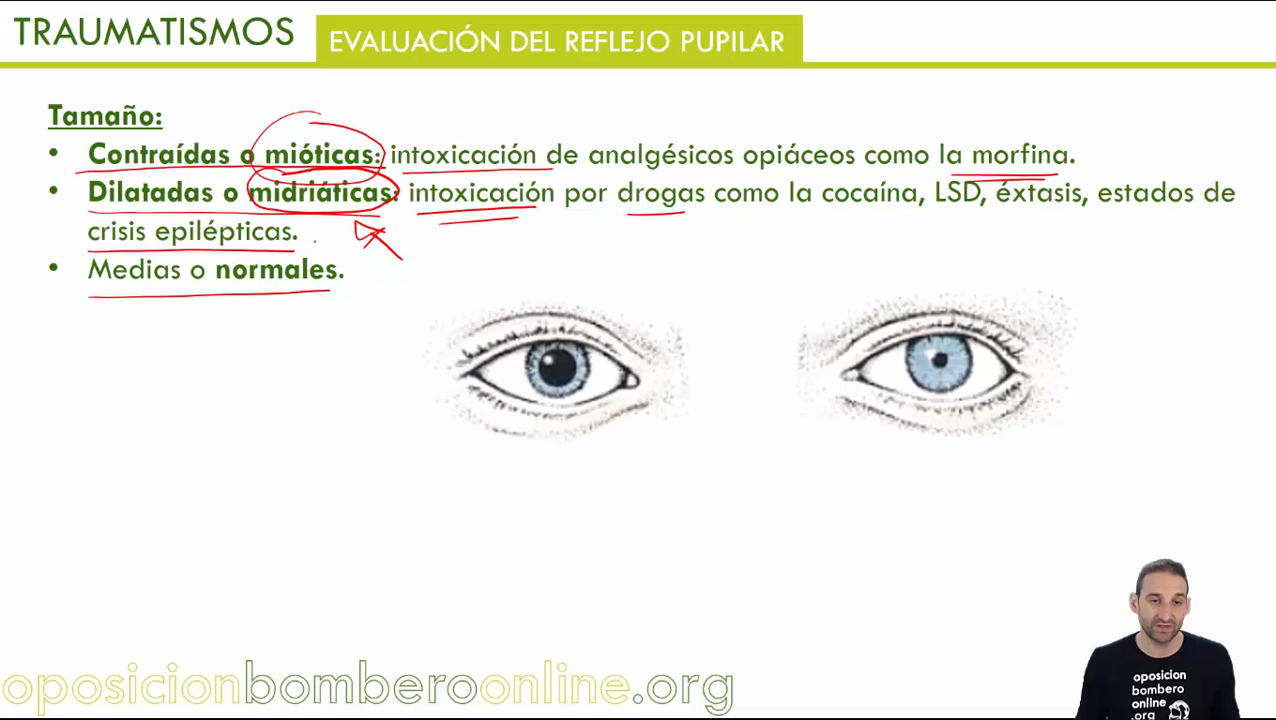 TRAUMATISMOS
EVALUACIÓN DEL REFLEJO PUPILAR
Tamaño:
• Contraídas o mióticas: intoxicación de analgésicos opiáceos como la morfina.
• Dilatadas o midriáticas: intoxicación por drogas como la cocaína, LSD, éxtasis, estados de
crisis epilépticas.
• Medias o normales.
oposicion
bombero
online
.org
oposicionbomberoonline.org